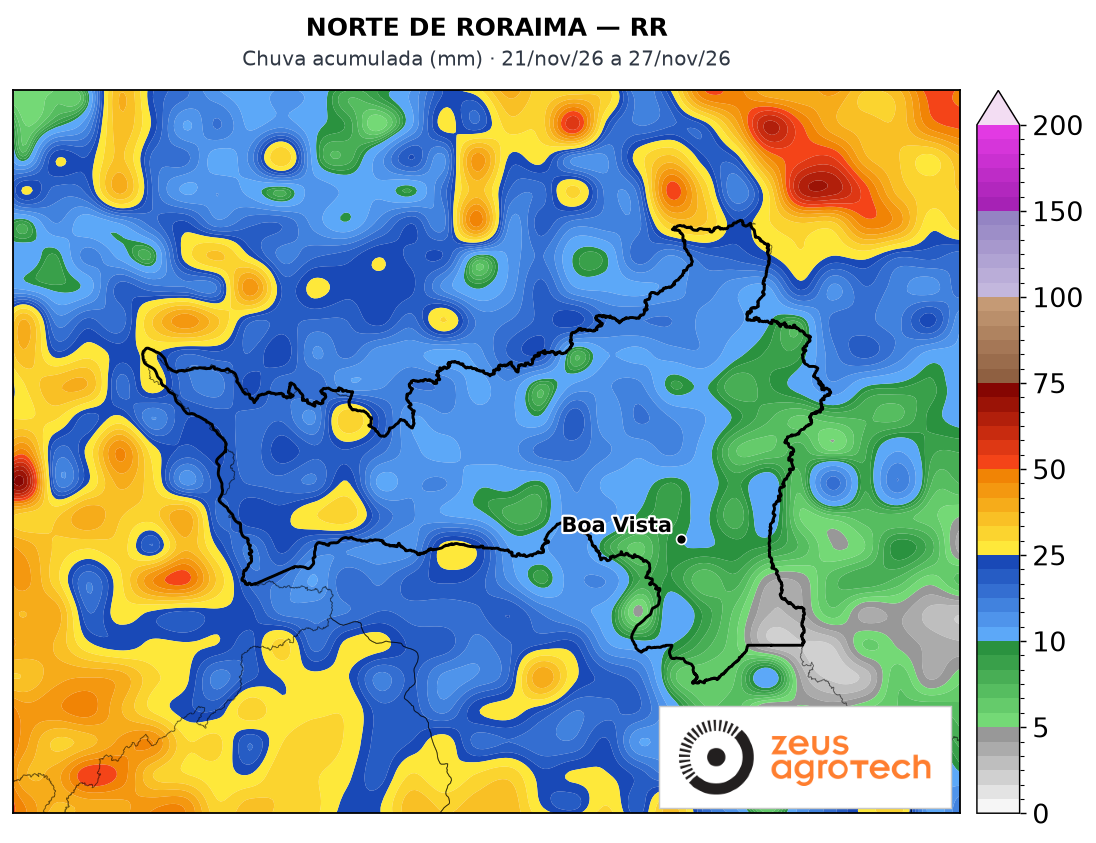 NORTE DE RORAIMA — RR
Chuva acumulada (mm) · 21/nov/26 a 27/nov/26
200
150
100
75
50
25
10
5
0
Boa Vista
zeus
agrotech